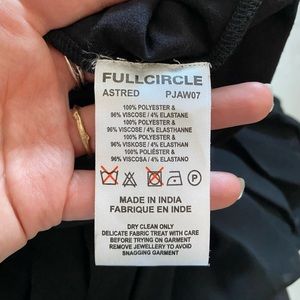 FULLCIRCLE
ASTRED PJAW07
100% POLYESTER &
96% VISCOSE / 4% ELASTANE
100% POLYESTER &
96% VISCOSE / 4% ELASTHANNE
100% POLYESTER &
96% VISKOSE / 4% ELASTHAN
100% POLIÉSTER &
96% VISCOSA / 4% ELASTANO
MADE IN INDIA
FABRIQUE EN INDE
DRY CLEAN ONLY
DELICATE FABRIC TREAT WITH CARE
BEFORE TRYING ON GARMENT
REMOVE JEWELLERY TO AVOID
SNAGGING GARMENT